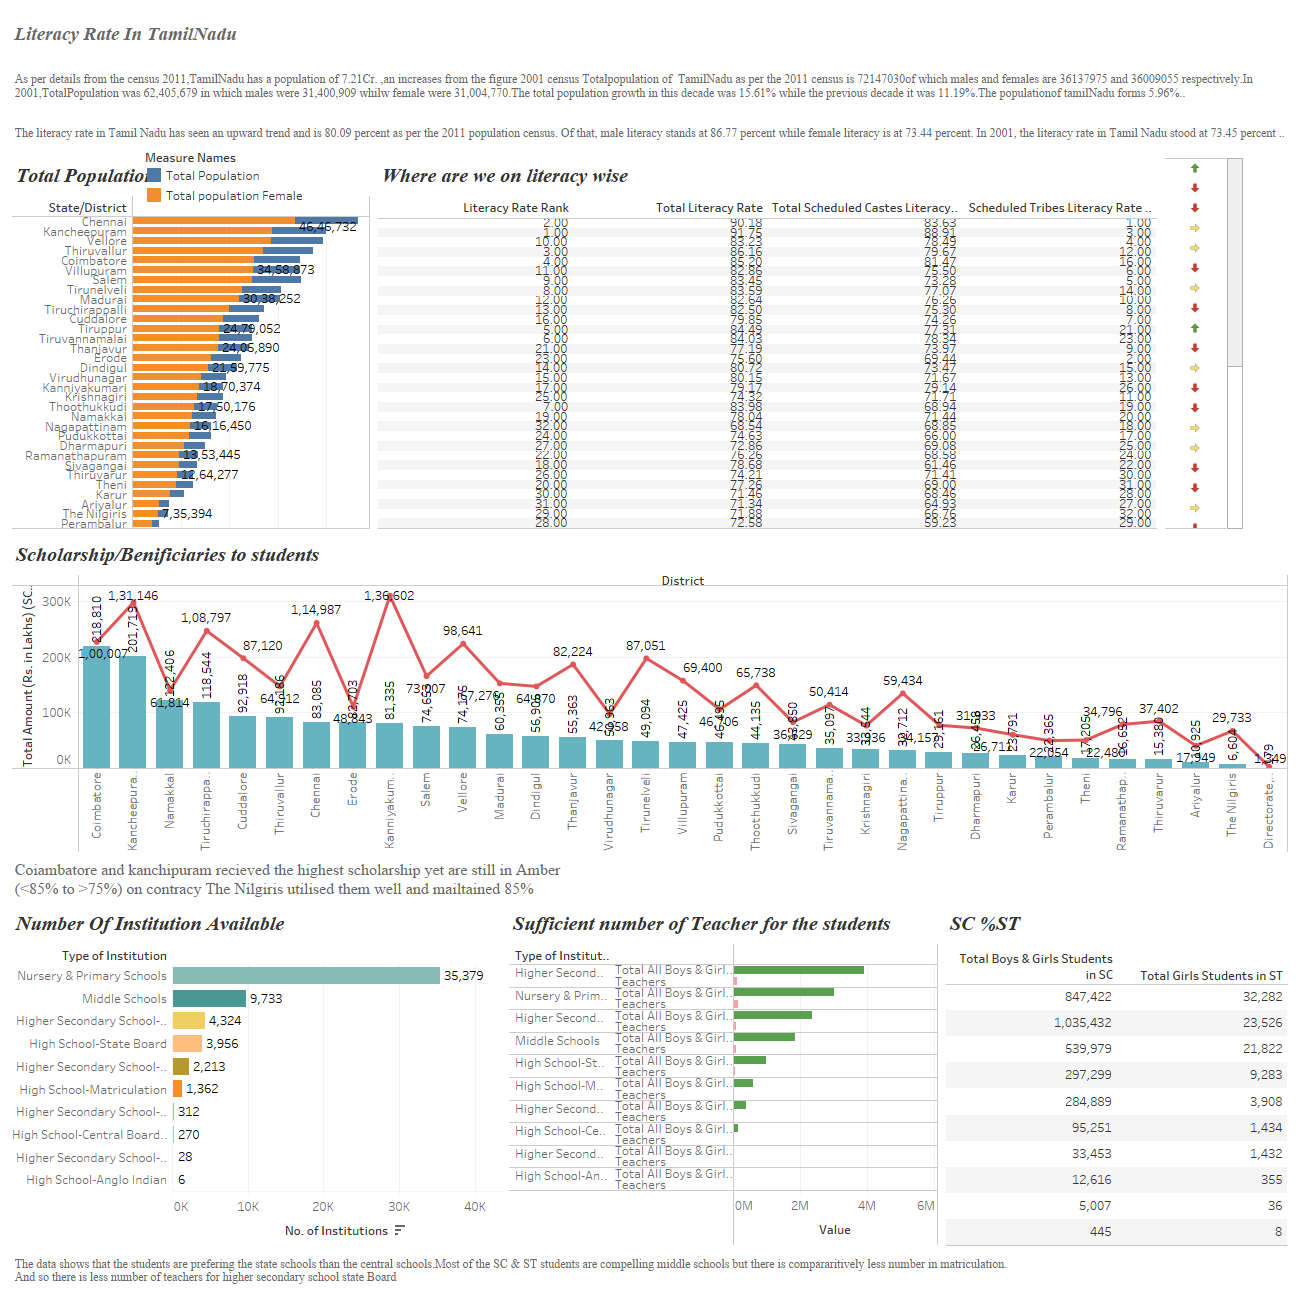 Literacy Rate In TamilNadu
As per details from the census 2011,TamilNadu has a population of 7.21Cr. ,an increases from the figure 2001 census Totalpopulation of TamilNadu as per the 2011 census is 72147030of which males and females are 36137975 and 36009055 respectively.In
2001,TotalPopulation was 62,405,679 in which males were 31,400,909 whilw female were 31,004,770.The total population growth in this decade was 15.61% while the previous decade it was 11.19%.The populationof tamilNadu forms 5.96%..
The literacy rate in Tamil Nadu has seen an upward trend and is 80.09 percent as per the 2011 population census. Of that, male literacy stands at 86.77 percent while female literacy is at 73.44 percent. In 2001, the literacy rate in Tamil Nadu stood at 73.45 percent ..
Measure Names
Total Population
Total population Female
Total Population
State/District
Chennai 46,46,732
Kancheepuram
Vellore
Thiruvallur
Coimbatore
Villupuram 34,58,873
Salem
Tirunelveli
Madurai 30,38,252
Tiruchirappalli
Cuddalore
Tiruppur 24,79,052
Tiruvannamalai
Thanjavur 24,05,890
Erode
Dindigul 21,59,775
Virudhunagar
Kanniyakumari 18,70,374
Krishnagiri
Thoothukkudi 17,50,176
Namakkal
Nagapattinam 16,16,450
Pudukkottai
Dharmapuri
Ramanathapuram 13,53,445
Sivagangai
Thiruvarur 12,64,277
Theni
Karur
Ariyalur
The Nilgiris 7,35,394
Perambalur
Where are we on literacy wise
Literacy Rate Rank Total Literacy Rate Total Scheduled Castes Literacy.. Scheduled Tribes Literacy Rate ..
2.00 90.18 83.63 1.00
1.00 91.75 88.91 3.00
10.00 83.23 78.49 4.00
3.00 86.16 79.67 12.00
4.00 85.20 81.47 16.00
11.00 82.86 75.50 6.00
9.00 83.45 73.28 5.00
8.00 83.59 77.07 14.00
12.00 82.64 76.26 10.00
13.00 82.50 75.30 8.00
16.00 79.85 74.26 7.00
5.00 84.49 77.31 21.00
6.00 84.03 78.34 23.00
21.00 77.19 73.97 9.00
23.00 75.60 69.44 2.00
14.00 80.72 73.47 15.00
15.00 80.15 71.67 13.00
17.00 79.17 79.14 26.00
25.00 74.32 71.71 11.00
7.00 83.98 68.94 19.00
19.00 78.04 71.44 20.00
32.00 68.54 68.85 18.00
24.00 74.63 66.00 17.00
27.00 72.86 69.08 25.00
22.00 76.26 68.58 24.00
18.00 78.68 61.46 22.00
26.00 74.21 71.41 30.00
20.00 77.26 69.00 31.00
30.00 71.46 68.46 28.00
31.00 71.34 64.93 27.00
29.00 71.88 66.76 32.00
28.00 72.58 59.23 29.00
Scholarship/Benificiaries to students
District
Total Amount (Rs. in Lakhs) (SC..
300K
200K
100K
0K
1,00,007 1,31,146 61,814 1,08,797 87,120 64,912 1,14,987 48,843 1,36,602 73,007 98,641 67,276 64,870 82,224 42,958 87,051 69,400 46,706 65,738 36,829 50,414 33,936 59,434 34,157 31,933 26,711 22,054 22,480 34,796 37,402 17,949 29,733 1,349
218,810 201,719 122,406 118,544 92,918 92,186 83,085 81,335 74,653 74,176 60,355 55,363 49,094 47,425 44,135 35,097 29,161 22,365 17,205 15,380 10,925 6,604
Coimbatore
Kancheepura..
Namakkal
Tiruchirappa..
Cuddalore
Thiruvallur
Chennai
Erode
Kanniyakum..
Salem
Vellore
Madurai
Dindigul
Thanjavur
Virudhunagar
Tirunelveli
Villupuram
Pudukkottai
Thoothukkudi
Sivagangai
Tiruvannama..
Krishnagiri
Nagapattina..
Tiruppur
Dharmapuri
Karur
Perambalur
Theni
Ramanathap..
Thiruvarur
Ariyalur
The Nilgiris
Directorate...
Coiambatore and kanchipuram recieved the highest scholarship yet are still in Amber
(<85% to >75%) on contracy The Nilgiris utilised them well and mailtained 85%
Number Of Institution Available
Type of Institution
Nursery & Primary Schools 35,379
Middle Schools 9,733
Higher Secondary School-.. 4,324
High School-State Board 3,956
Higher Secondary School-.. 2,213
High School-Matriculation 1,362
Higher Secondary School-.. 312
High School-Central Board.. 270
Higher Secondary School-.. 28
High School-Anglo Indian 6
0K 10K 20K 30K 40K
No. of Institutions
Sufficient number of Teacher for the students
Type of Institut..
Higher Second.. Total All Boys & Girl..
Teachers
Nursery & Prim.. Total All Boys & Girl..
Teachers
Higher Second.. Total All Boys & Girl..
Teachers
Middle Schools Total All Boys & Girl..
Teachers
High School-St.. Total All Boys & Girl..
Teachers
High School-M.. Total All Boys & Girl..
Teachers
Higher Second.. Total All Boys & Girl..
Teachers
High School-Ce.. Total All Boys & Girl..
Teachers
Higher Second.. Total All Boys & Girl..
Teachers
High School-An.. Total All Boys & Girl..
Teachers
0M 2M 4M 6M
Value
SC %ST
Total Boys & Girls Students
in SC Total Girls Students in ST
847,422 32,282
1,035,432 23,526
539,979 21,822
297,299 9,283
284,889 3,908
95,251 1,434
33,453 1,432
12,616 355
5,007 36
445 8
The data shows that the students are prefering the state schools than the central schools.Most of the SC & ST students are compelling middle schools but there is compararitively less number in matriculation.
And so there is less number of teachers for higher secondary school state Board